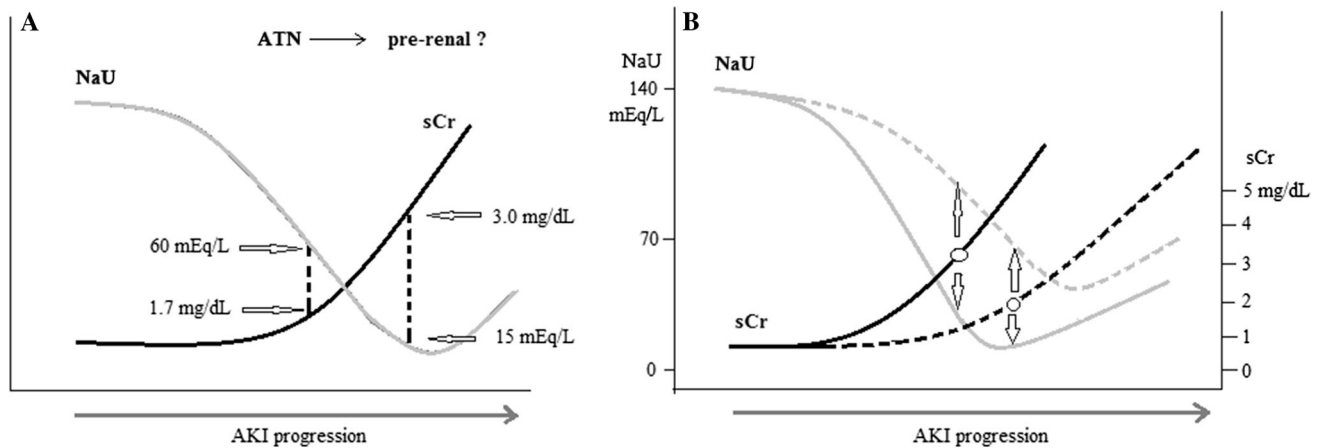 A
ATN → pre-renal ?
NaU
sCr
60 mEq/L
3.0 mg/dL
1.7 mg/dL
15 mEq/L
AKI progression
B
NaU
140
mEq/L
70
0
NaU
sCr
sCr
5 mg/dL
4
3
2
1
0
AKI progression